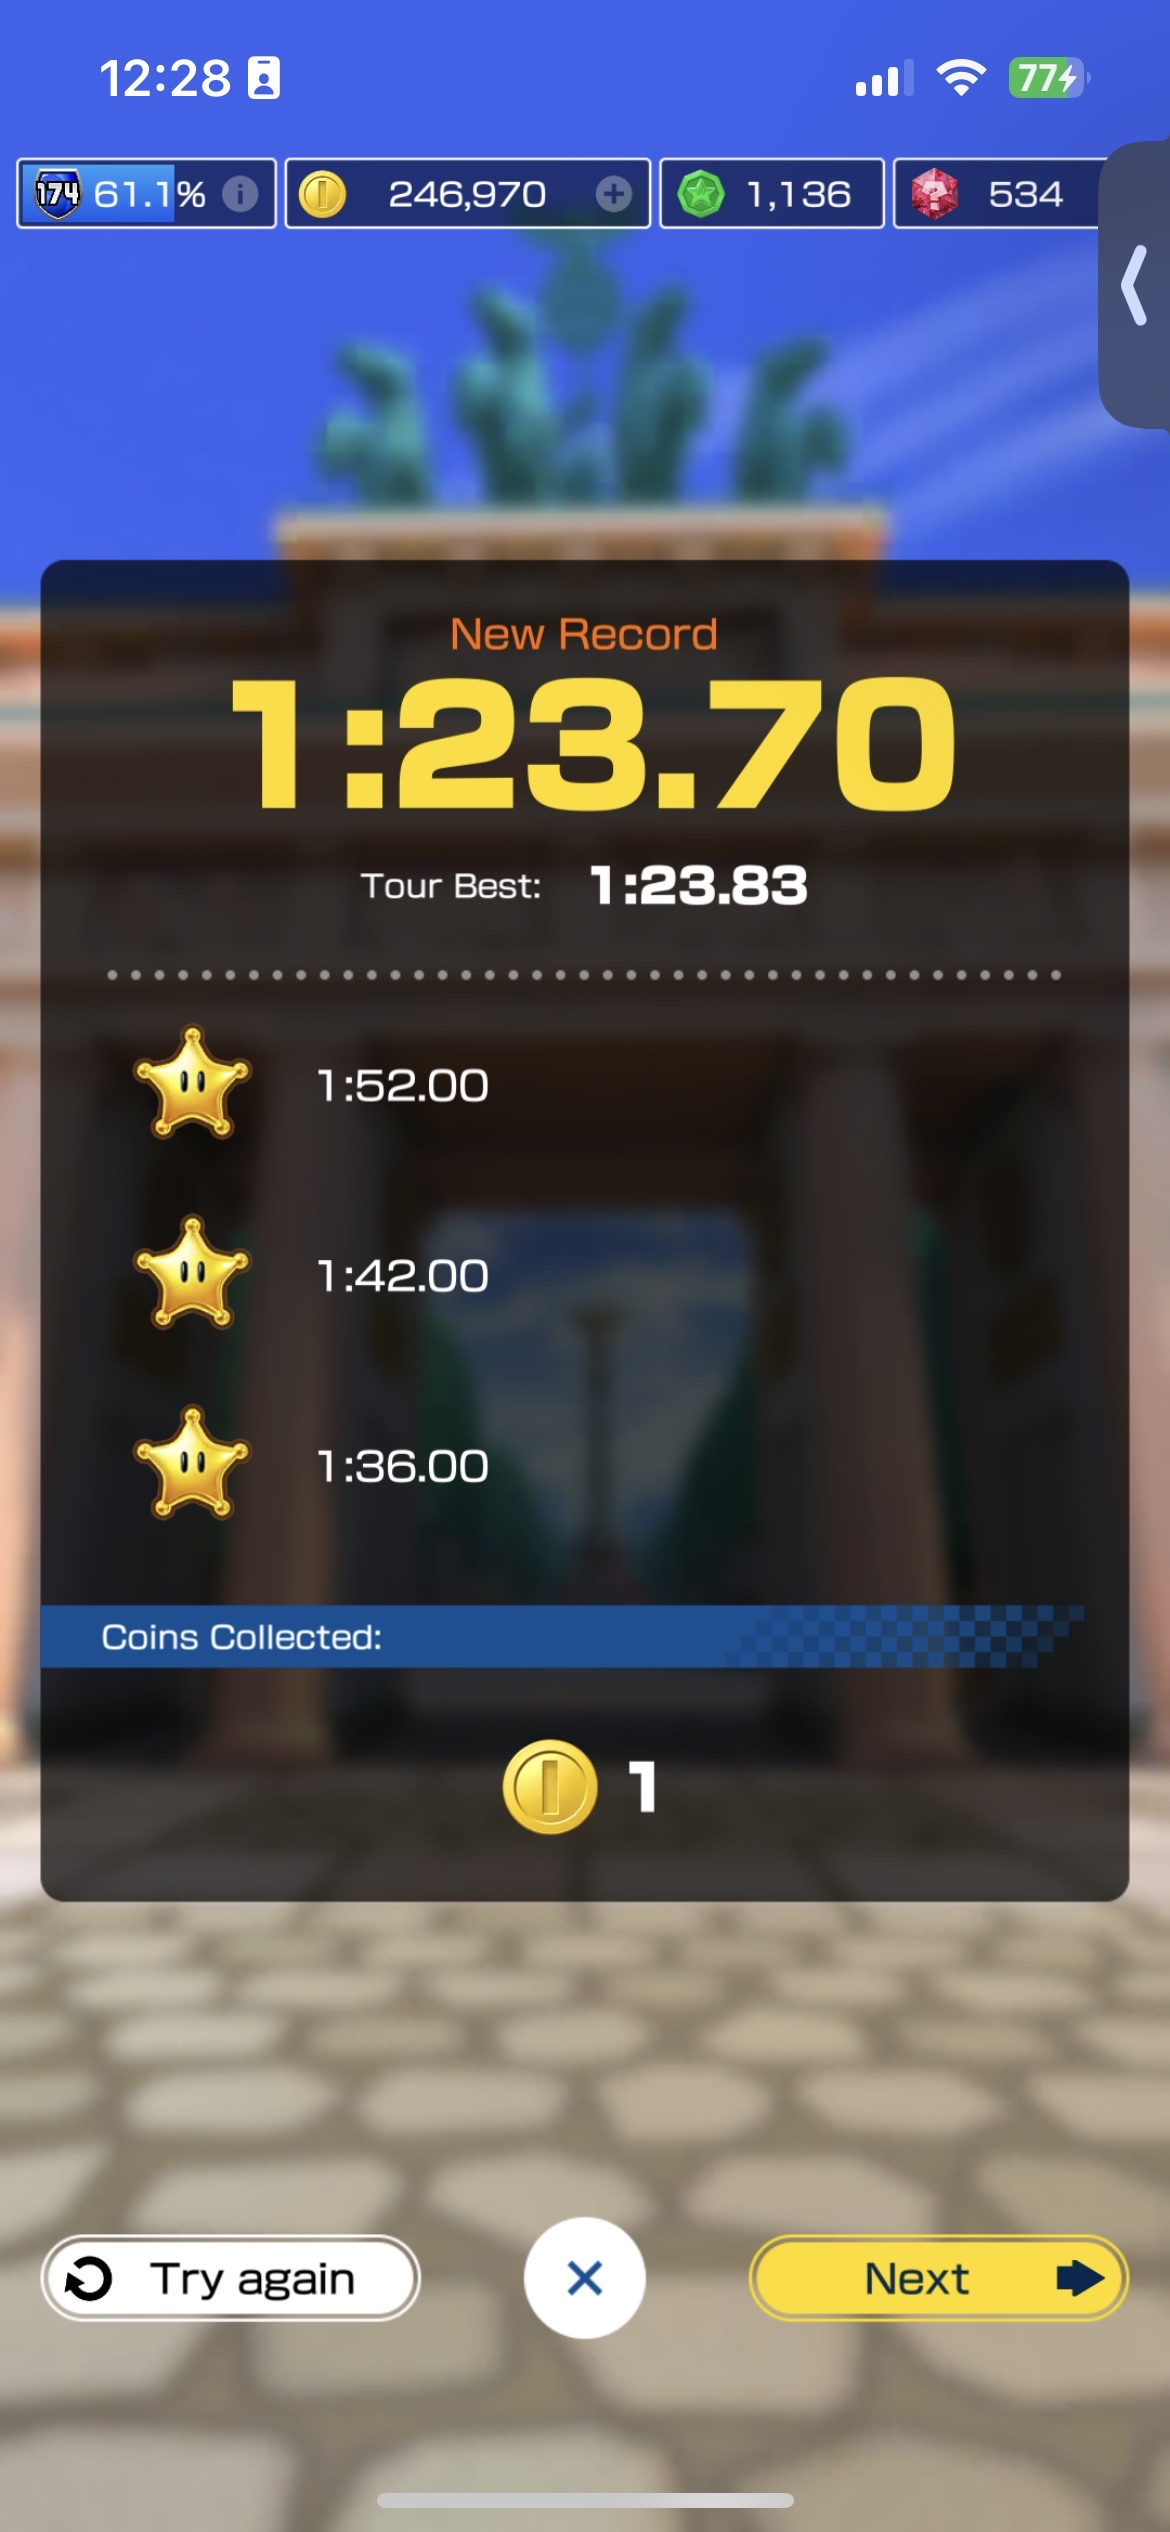 12:28 77
174 61.1% i 246,970 + 1,136 ? 534
New Record
1:23.70
Tour Best: 1:23.83
1:52.00
1:42.00
1:36.00
Coins Collected:
1
Try again × Next